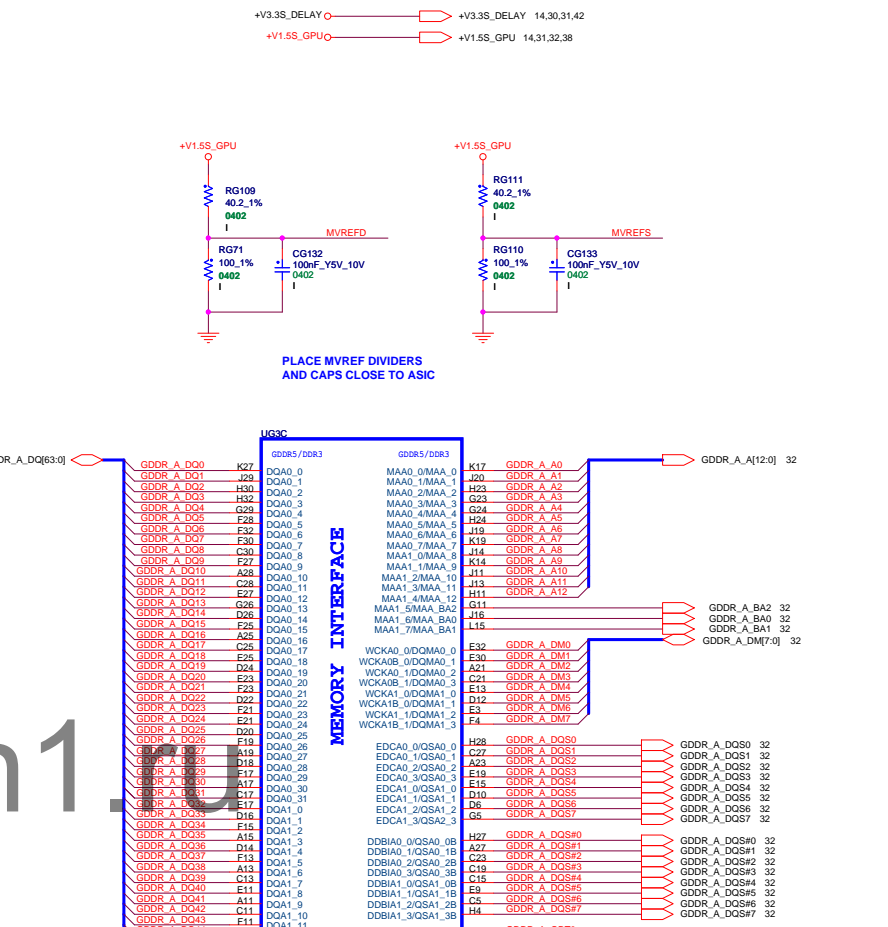 +V3.3S_DELAY +V3.3S_DELAY 14,30,31,42
+V1.5S_GPU +V1.5S_GPU 14,31,32,38
+V1.5S_GPU +V1.5S_GPU
RG109 RG111
40.2_1% 40.2_1%
0402 0402
I I
MVREFD MVREFS
RG71 CG132 RG110 CG133
100_1% 100nF_Y5V_10V 100_1% 100nF_Y5V_10V
0402 0402 0402 0402
I I I I
PLACE MVREF DIVIDERS
AND CAPS CLOSE TO ASIC
UG3C
GDDR5/DDR3 GDDR5/DDR3
MEMORY INTERFACE
DR_A_DQ[63:0]
GDDR_A_DQ0 K27 DQA0_0
GDDR_A_DQ1 J29 DQA0_1
GDDR_A_DQ2 H30 DQA0_2
GDDR_A_DQ3 H32 DQA0_3
GDDR_A_DQ4 G29 DQA0_4
GDDR_A_DQ5 F28 DQA0_5
GDDR_A_DQ6 F32 DQA0_6
GDDR_A_DQ7 F30 DQA0_7
GDDR_A_DQ8 C30 DQA0_8
GDDR_A_DQ9 F27 DQA0_9
GDDR_A_DQ10 A28 DQA0_10
GDDR_A_DQ11 C28 DQA0_11
GDDR_A_DQ12 E27 DQA0_12
GDDR_A_DQ13 G26 DQA0_13
GDDR_A_DQ14 D26 DQA0_14
GDDR_A_DQ15 F25 DQA0_15
GDDR_A_DQ16 A25 DQA0_16
GDDR_A_DQ17 C25 DQA0_17
GDDR_A_DQ18 E25 DQA0_18
GDDR_A_DQ19 D24 DQA0_19
GDDR_A_DQ20 E23 DQA0_20
GDDR_A_DQ21 F23 DQA0_21
GDDR_A_DQ22 D22 DQA0_22
GDDR_A_DQ23 F21 DQA0_23
GDDR_A_DQ24 E21 DQA0_24
GDDR_A_DQ25 D20 DQA0_25
GDDR_A_DQ26 F19 DQA0_26
GDDR_A_DQ27 A19 DQA0_27
GDDR_A_DQ28 D18 DQA0_28
GDDR_A_DQ29 F17 DQA0_29
GDDR_A_DQ30 A17 DQA0_30
GDDR_A_DQ31 C17 DQA0_31
GDDR_A_DQ32 E17 DQA1_0
GDDR_A_DQ33 D16 DQA1_1
GDDR_A_DQ34 F15 DQA1_2
GDDR_A_DQ35 A15 DQA1_3
GDDR_A_DQ36 D14 DQA1_4
GDDR_A_DQ37 F13 DQA1_5
GDDR_A_DQ38 A13 DQA1_6
GDDR_A_DQ39 C13 DQA1_7
GDDR_A_DQ40 E11 DQA1_8
GDDR_A_DQ41 A11 DQA1_9
GDDR_A_DQ42 C11 DQA1_10
GDDR_A_DQ43 F11 DQA1_11
MAA0_0/MAA_0 K17 GDDR_A_A0
MAA0_1/MAA_1 J20 GDDR_A_A1
MAA0_2/MAA_2 H23 GDDR_A_A2
MAA0_3/MAA_3 G23 GDDR_A_A3
MAA0_4/MAA_4 G24 GDDR_A_A4
MAA0_5/MAA_5 H24 GDDR_A_A5
MAA0_6/MAA_6 J19 GDDR_A_A6
MAA0_7/MAA_7 K19 GDDR_A_A7
MAA1_0/MAA_8 J14 GDDR_A_A8
MAA1_1/MAA_9 K14 GDDR_A_A9
MAA1_2/MAA_10 J11 GDDR_A_A10
MAA1_3/MAA_11 J13 GDDR_A_A11
MAA1_4/MAA_12 H11 GDDR_A_A12
GDDR_A_A[12:0] 32
MAA1_5/MAA_BA2 G11 GDDR_A_BA2 32
MAA1_6/MAA_BA0 J16 GDDR_A_BA0 32
MAA1_7/MAA_BA1 L15 GDDR_A_BA1 32
GDDR_A_DM[7:0] 32
WCKA0_0/DQMA0_0 E32 GDDR_A_DM0
WCKA0B_0/DQMA0_1 E30 GDDR_A_DM1
WCKA0_1/DQMA0_2 A21 GDDR_A_DM2
WCKA0B_1/DQMA0_3 C21 GDDR_A_DM3
WCKA1_0/DQMA1_0 E13 GDDR_A_DM4
WCKA1B_0/DQMA1_1 D12 GDDR_A_DM5
WCKA1_1/DQMA1_2 E3 GDDR_A_DM6
WCKA1B_1/DQMA1_3 F4 GDDR_A_DM7
EDCA0_0/QSA0_0 H28 GDDR_A_DQS0 GDDR_A_DQS0 32
EDCA0_1/QSA0_1 C27 GDDR_A_DQS1 GDDR_A_DQS1 32
EDCA0_2/QSA0_2 A23 GDDR_A_DQS2 GDDR_A_DQS2 32
EDCA0_3/QSA0_3 E19 GDDR_A_DQS3 GDDR_A_DQS3 32
EDCA1_0/QSA1_0 E15 GDDR_A_DQS4 GDDR_A_DQS4 32
EDCA1_1/QSA1_1 D10 GDDR_A_DQS5 GDDR_A_DQS5 32
EDCA1_2/QSA1_2 D6 GDDR_A_DQS6 GDDR_A_DQS6 32
EDCA1_3/QSA2_3 G5 GDDR_A_DQS7 GDDR_A_DQS7 32
DDBIA0_0/QSA0_0B H27 GDDR_A_DQS#0 GDDR_A_DQS#0 32
DDBIA0_1/QSA0_1B A27 GDDR_A_DQS#1 GDDR_A_DQS#1 32
DDBIA0_2/QSA0_2B C23 GDDR_A_DQS#2 GDDR_A_DQS#2 32
DDBIA0_3/QSA0_3B C19 GDDR_A_DQS#3 GDDR_A_DQS#3 32
DDBIA1_0/QSA1_0B C15 GDDR_A_DQS#4 GDDR_A_DQS#4 32
DDBIA1_1/QSA1_1B E9 GDDR_A_DQS#5 GDDR_A_DQS#5 32
DDBIA1_2/QSA1_2B C5 GDDR_A_DQS#6 GDDR_A_DQS#6 32
DDBIA1_3/QSA1_3B H4 GDDR_A_DQS#7 GDDR_A_DQS#7 32
n1.ru